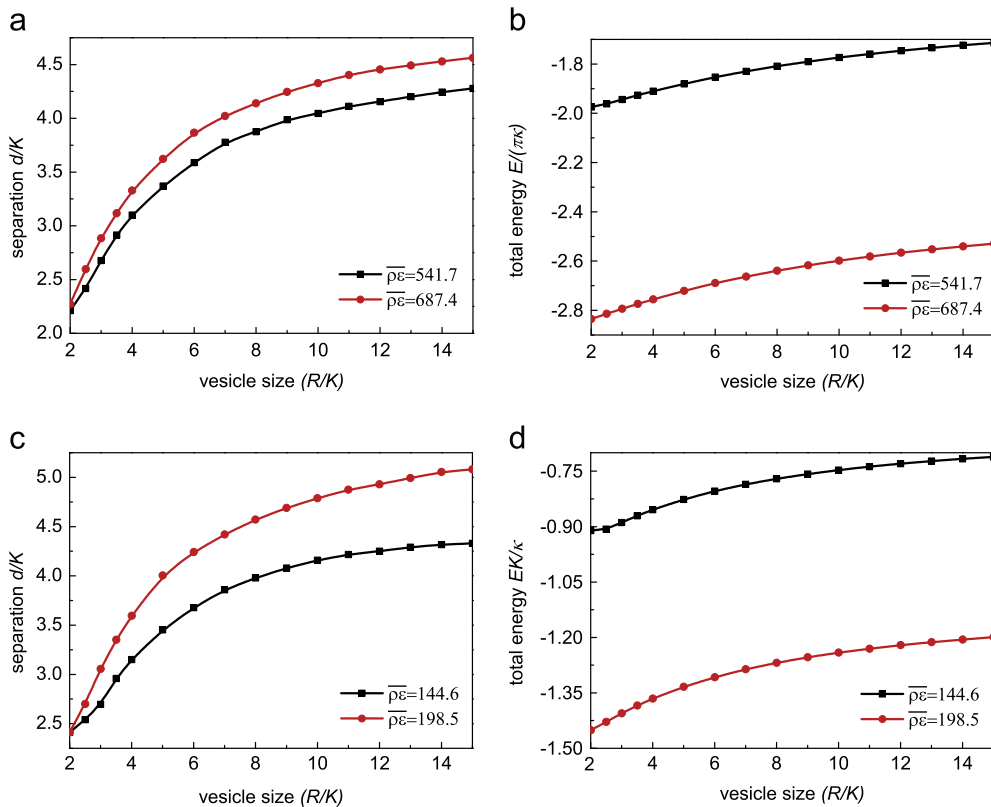 a
separation d/K
4.5
4.0
3.5
3.0
2.5
2.0
ρε=541.7
ρε=687.4
2 4 6 8 10 12 14
vesicle size (R/K)
b
total energy E/(πκ)
-1.8
-2.0
-2.2
-2.4
-2.6
-2.8
ρε=541.7
ρε=687.4
2 4 6 8 10 12 14
vesicle size (R/K)
c
separation d/K
5.0
4.5
4.0
3.5
3.0
2.5
ρε=144.6
ρε=198.5
2 4 6 8 10 12 14
vesicle size (R/K)
d
total energy EK/κ
-0.75
-0.90
-1.05
-1.20
-1.35
-1.50
ρε=144.6
ρε=198.5
2 4 6 8 10 12 14
vesicle size (R/K)